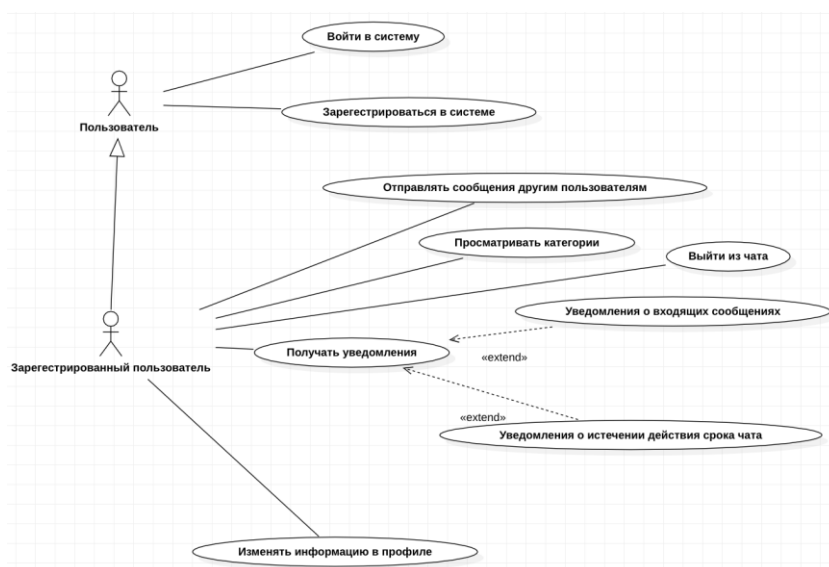 Войти в систему
Зарегестрироваться в системе
Пользователь
Отправлять сообщения другим пользователям
Просматривать категории
Выйти из чата
Уведомления о входящих сообщениях
Получать уведомления
«extend»
Зарегестрированный пользователь
«extend»
Уведомления о истечении действия срока чата
Изменять информацию в профиле